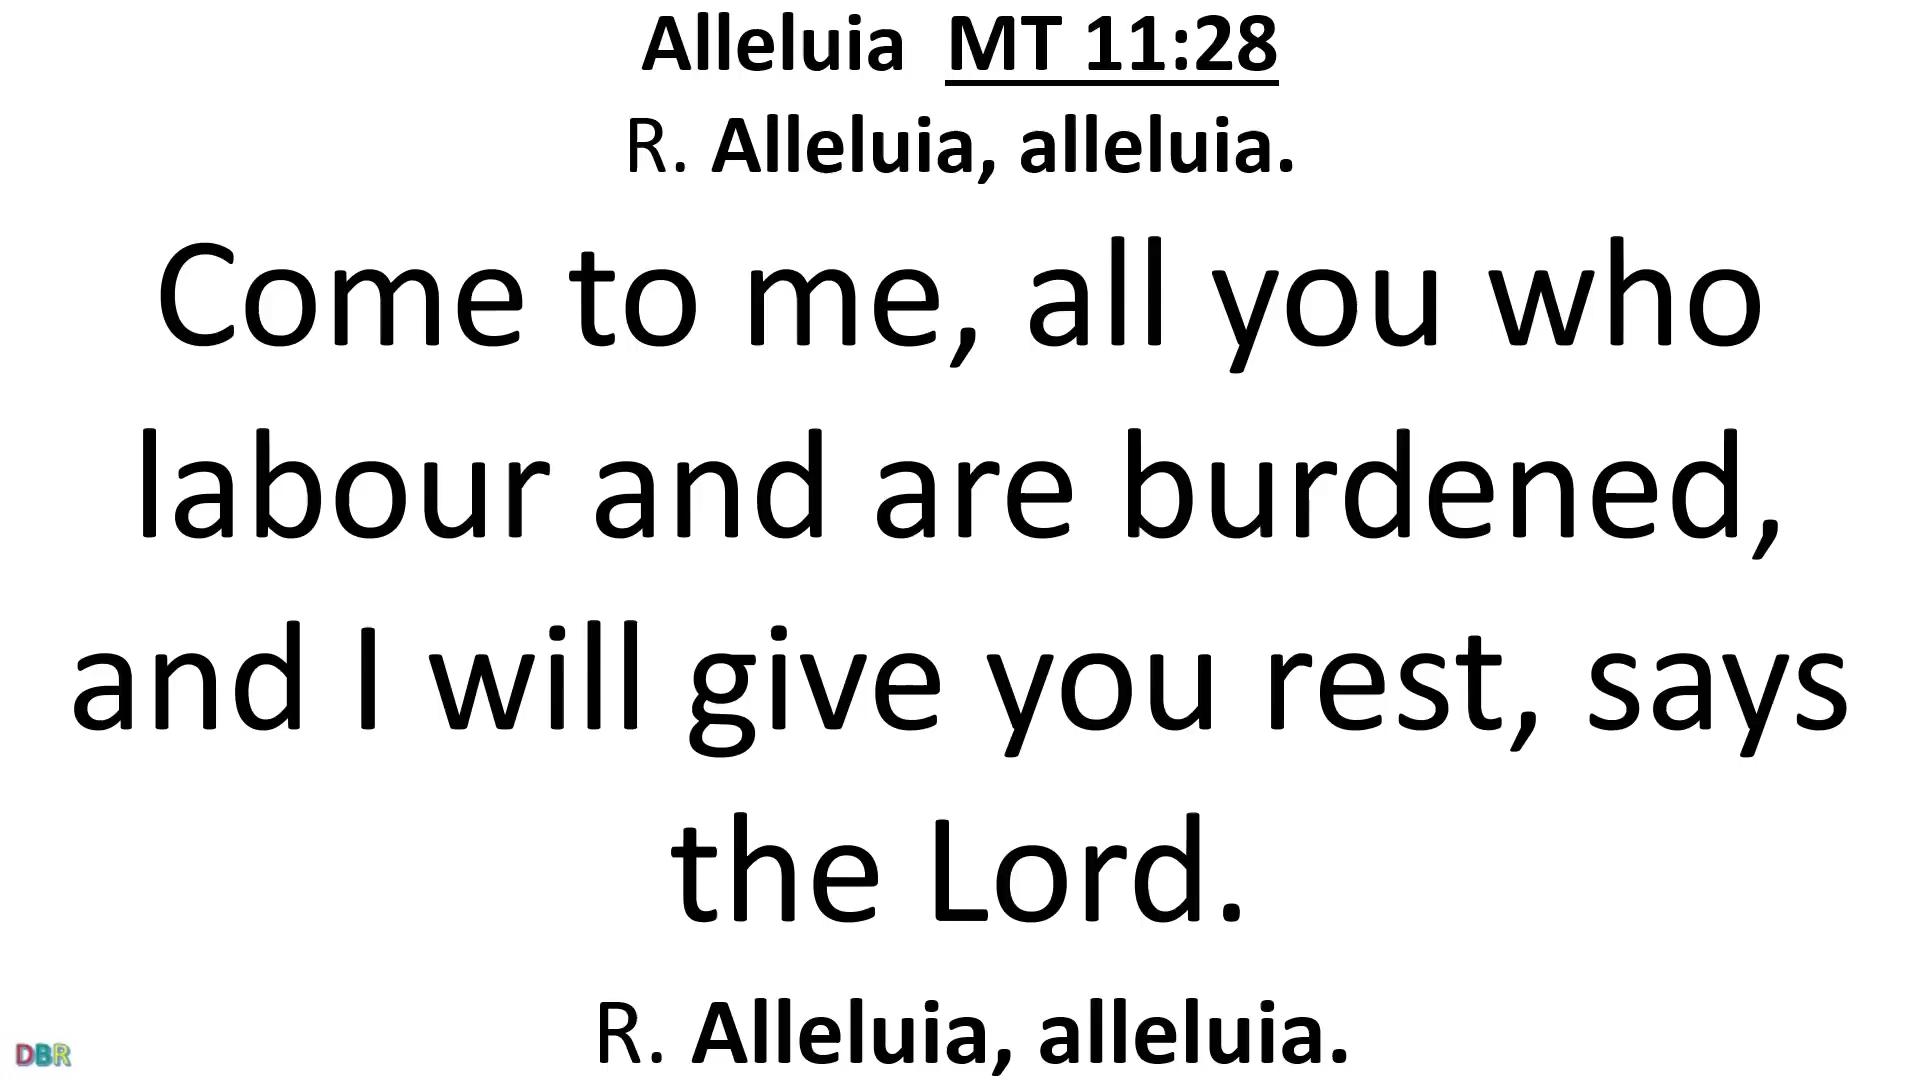 Alleluia MT 11:28
R. Alleluia, alleluia.
Come to me, all you who
labour and are burdened,
and I will give you rest, says
the Lord.
R. Alleluia, alleluia.
DBR